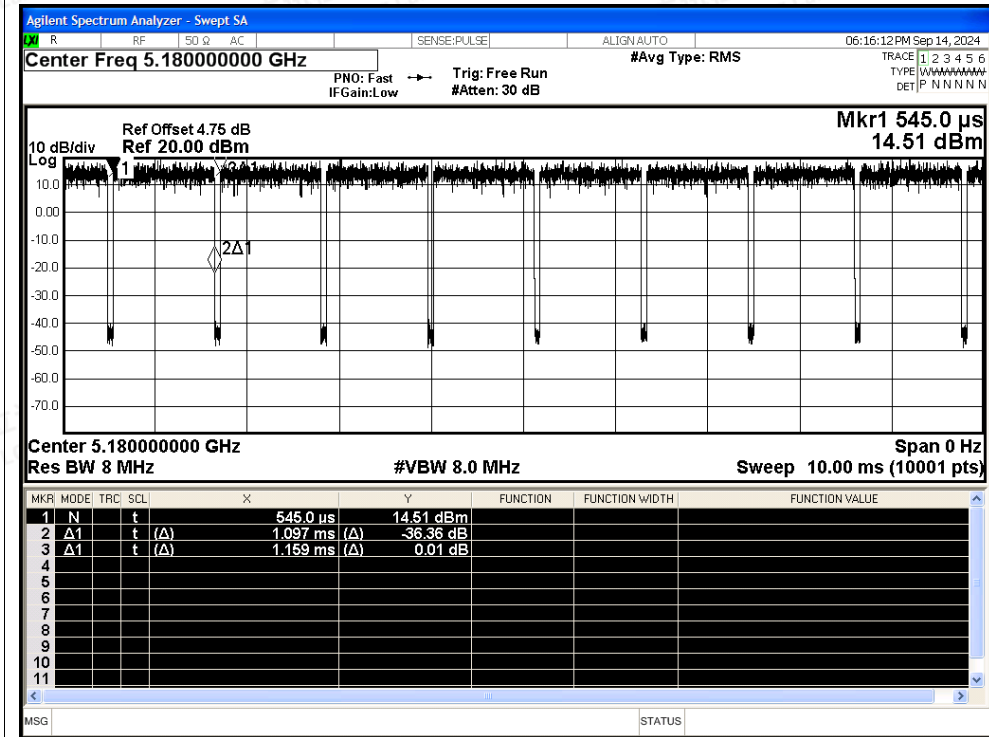 Agilent Spectrum Analyzer - Swept SA
LXI R RF 50 Ω AC SENSE:PULSE ALIGN AUTO 06:16:12 PM Sep 14, 2024
Center Freq 5.180000000 GHz #Avg Type: RMS TRACE 1 2 3 4 5 6
PNO: Fast Trig: Free Run TYPE WWWWWW
IFGain:Low #Atten: 30 dB DET P N N N N N
Mkr1 545.0 µs
Ref Offset 4.75 dB
10 dB/div Ref 20.00 dBm 14.51 dBm
Log
1 3Δ1
10.0
0.00
-10.0
2Δ1
-20.0
-30.0
-40.0
-50.0
-60.0
-70.0
Center 5.180000000 GHz Span 0 Hz
Res BW 8 MHz #VBW 8.0 MHz Sweep 10.00 ms (10001 pts)
MKR MODE TRC SCL X Y FUNCTION FUNCTION WIDTH FUNCTION VALUE
1 N t 545.0 µs 14.51 dBm
2 Δ1 t (Δ) 1.097 ms (Δ) -36.36 dB
3 Δ1 t (Δ) 1.159 ms (Δ) 0.01 dB
4
5
6
7
8
9
10
11
MSG STATUS